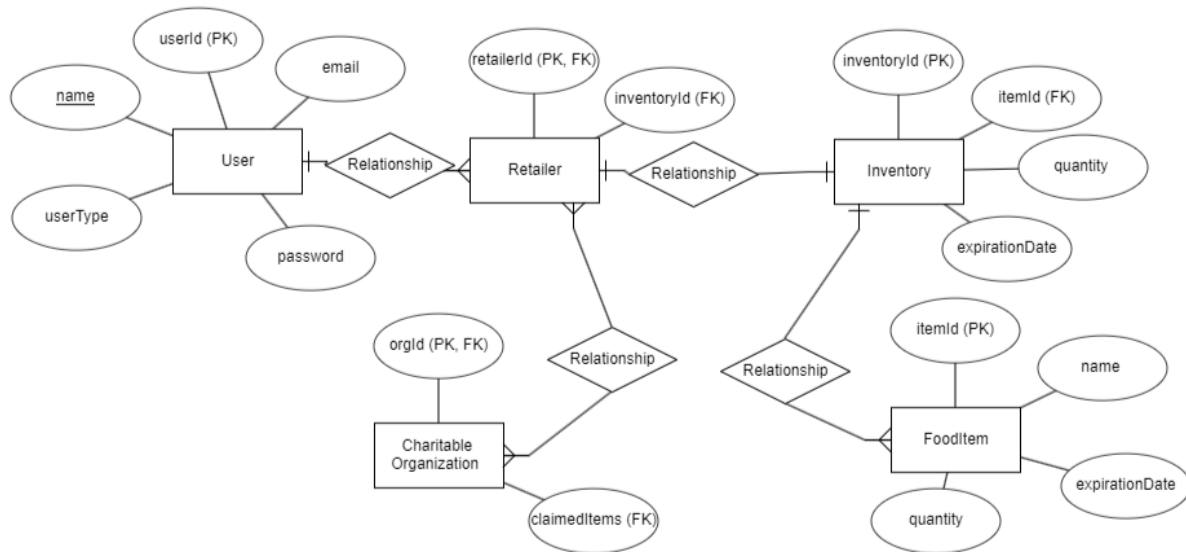 userId (PK)
email
name
User
userType
password
Relationship
retailerId (PK, FK)
inventoryId (FK)
Retailer
Relationship
inventoryId (PK)
itemId (FK)
Inventory
quantity
expirationDate
orgId (PK, FK)
Relationship
Charitable
Organization
claimedItems (FK)
Relationship
itemId (PK)
name
FoodItem
expirationDate
quantity